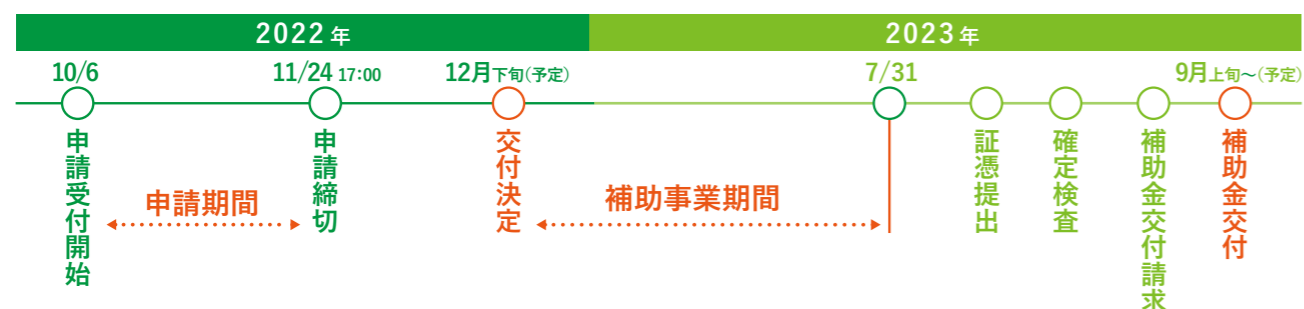 2022年
2023年
10/6
11/24 17:00
12月下旬(予定)
7/31
9月上旬~(予定)
申請受付開始
申請期間
申請締切
交付決定
補助事業期間
証憑提出
確定検査
補助金交付請求
補助金交付